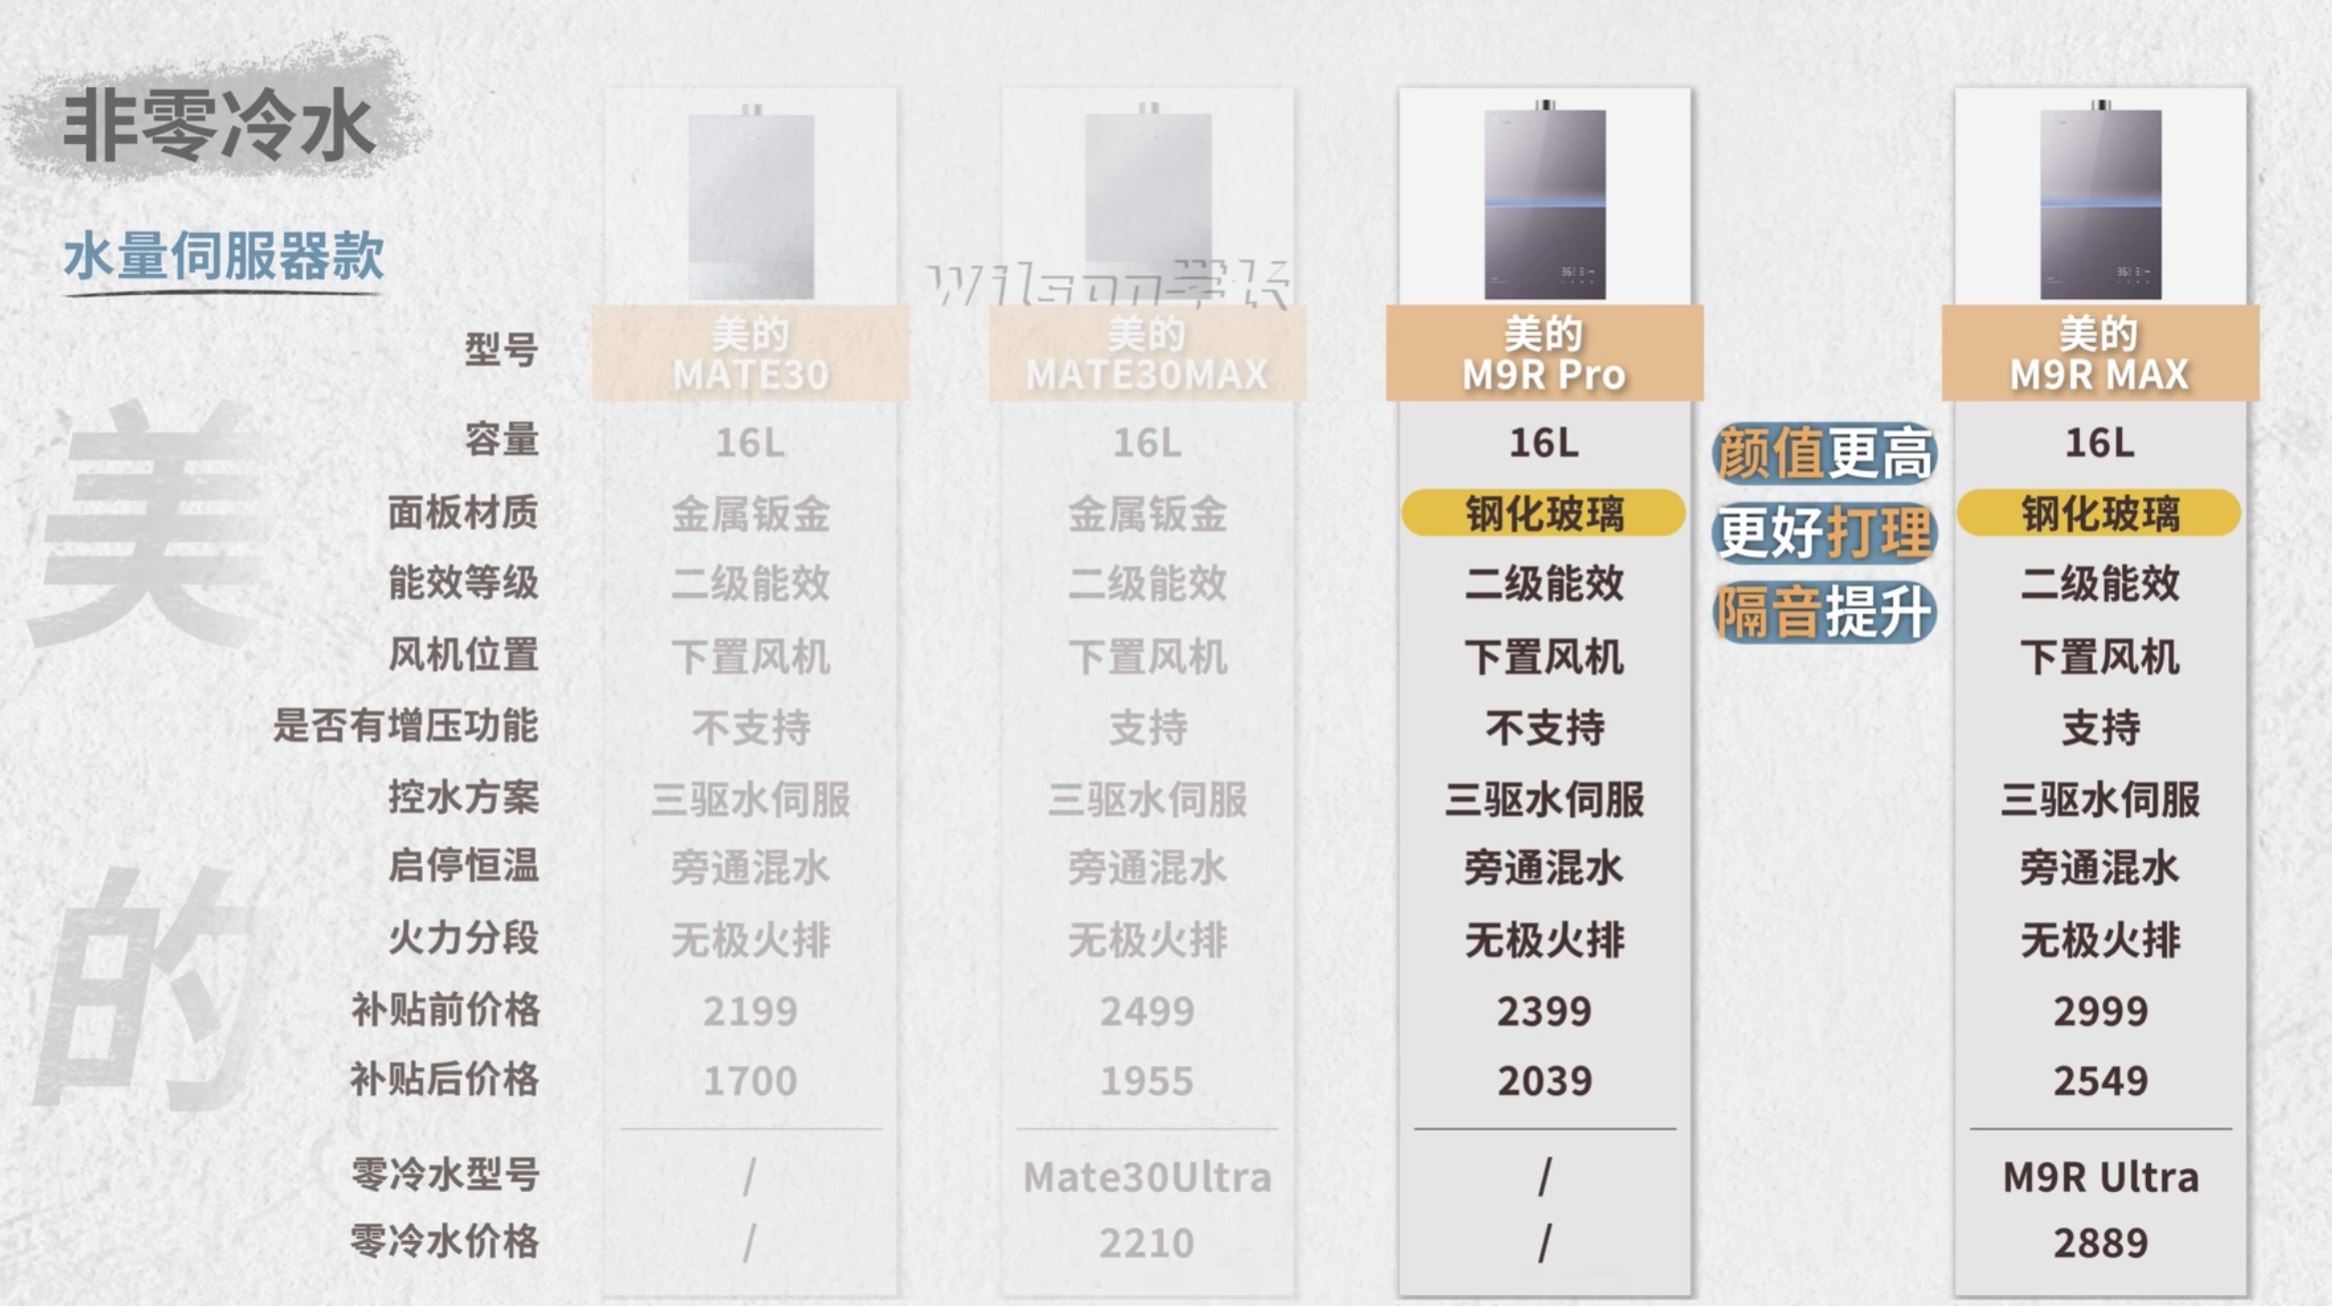 非零冷水
水量伺服器款
美的
Wilson学长
型号 美的 MATE30 美的 MATE30MAX 美的 M9R Pro 美的 M9R MAX
容量 16L 16L 16L 16L
面板材质 金属钣金 金属钣金 钢化玻璃 钢化玻璃
能效等级 二级能效 二级能效 二级能效 二级能效
风机位置 下置风机 下置风机 下置风机 下置风机
是否有增压功能 不支持 支持 不支持 支持
控水方案 三驱水伺服 三驱水伺服 三驱水伺服 三驱水伺服
启停恒温 旁通混水 旁通混水 旁通混水 旁通混水
火力分段 无极火排 无极火排 无极火排 无极火排
补贴前价格 2199 2499 2399 2999
补贴后价格 1700 1955 2039 2549
零冷水型号 / Mate30Ultra / M9R Ultra
零冷水价格 / 2210 / 2889
颜值更高
更好打理
隔音提升